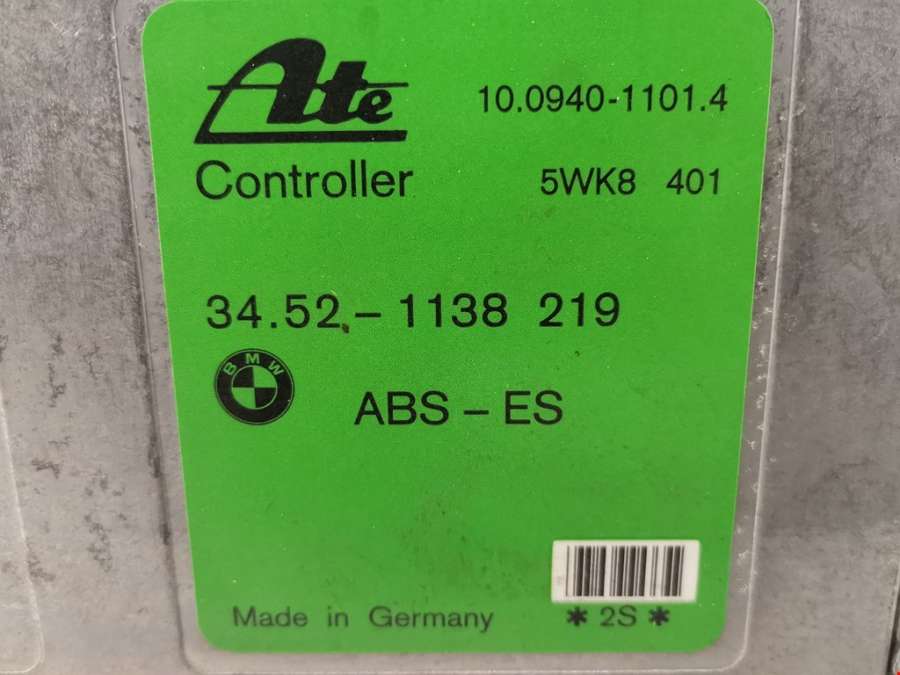 Ate 10.0940-1101.4
Controller 5WK8 401
34.52 - 1138 219
BMW
ABS - ES
Made in Germany * 2S *